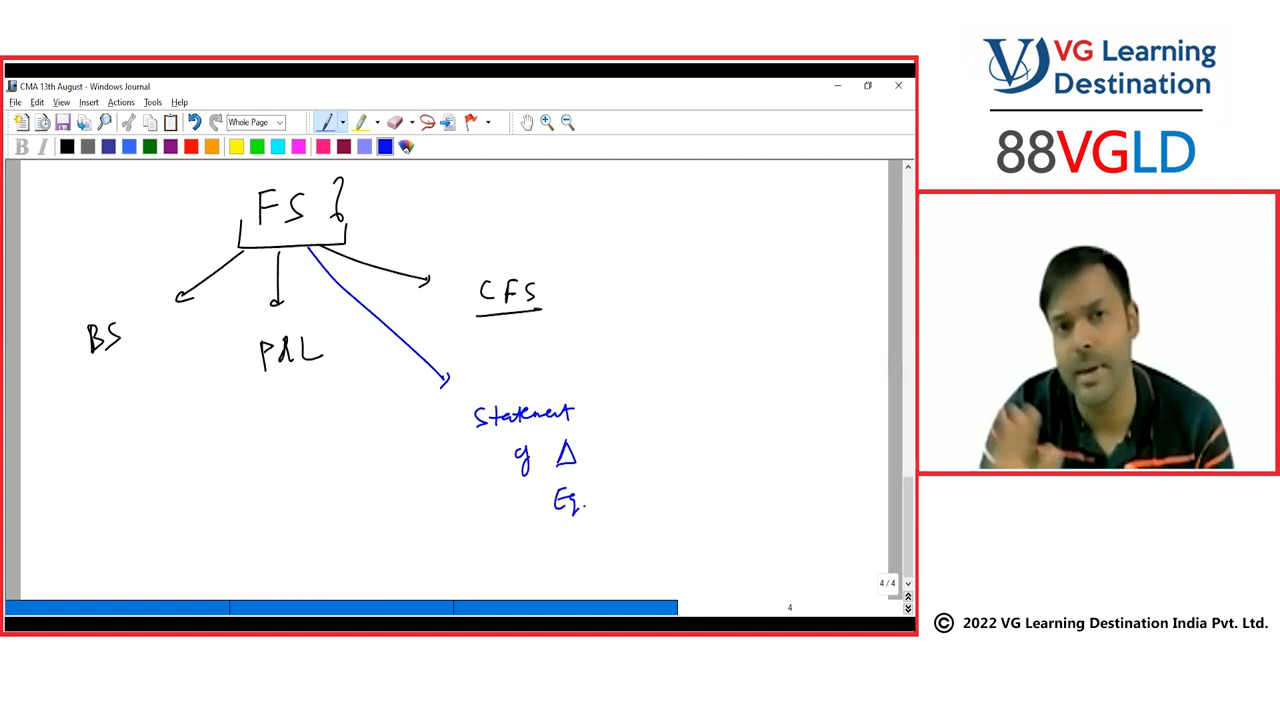 CMA 13th August - Windows Journal
File Edit View Insert Actions Tools Help
Whole Page
B I
FS ?
BS
P&L
CFS
Statement
of Δ
Eq.
4 / 4
4
VG Learning
Destination
88VGLD
© 2022 VG Learning Destination India Pvt. Ltd.